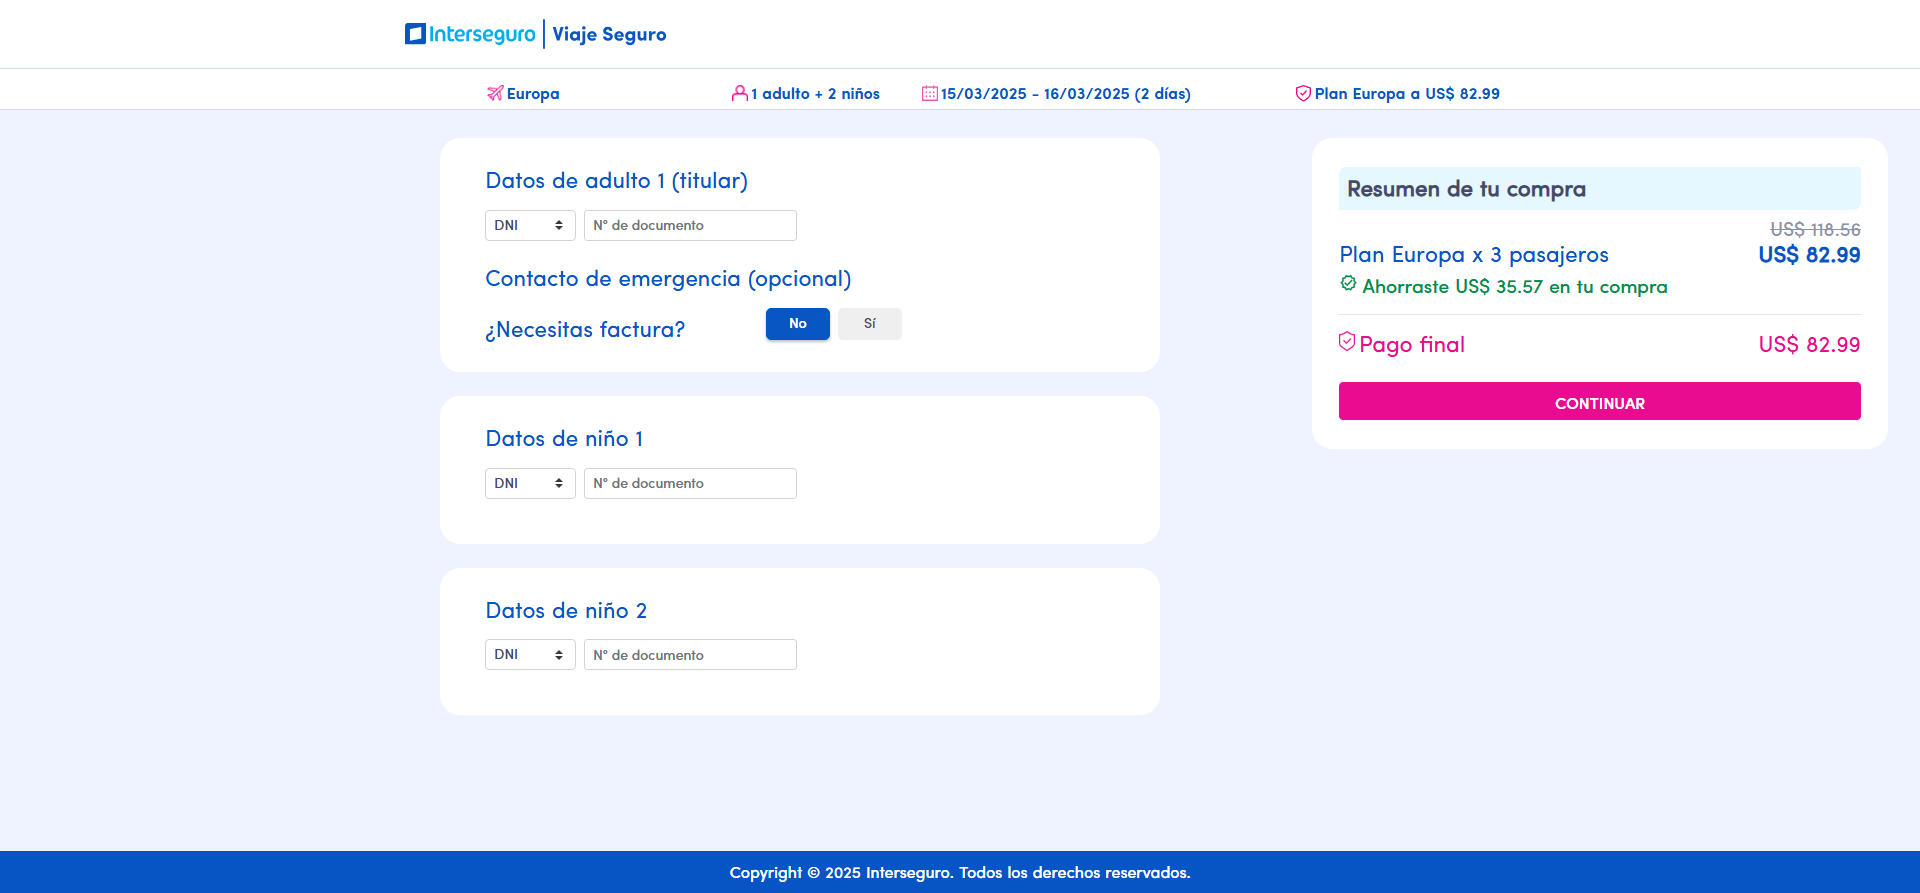 Interseguro | Viaje Seguro
Europa
1 adulto + 2 niños
15/03/2025 - 16/03/2025 (2 días)
Plan Europa a US$ 82.99
Datos de adulto 1 (titular)
DNI
N° de documento
Contacto de emergencia (opcional)
¿Necesitas factura?
No
Sí
Datos de niño 1
DNI
N° de documento
Datos de niño 2
DNI
N° de documento
Resumen de tu compra
US$ 118.56
Plan Europa x 3 pasajeros
US$ 82.99
Ahorraste US$ 35.57 en tu compra
Pago final
US$ 82.99
CONTINUAR
Copyright © 2025 Interseguro. Todos los derechos reservados.